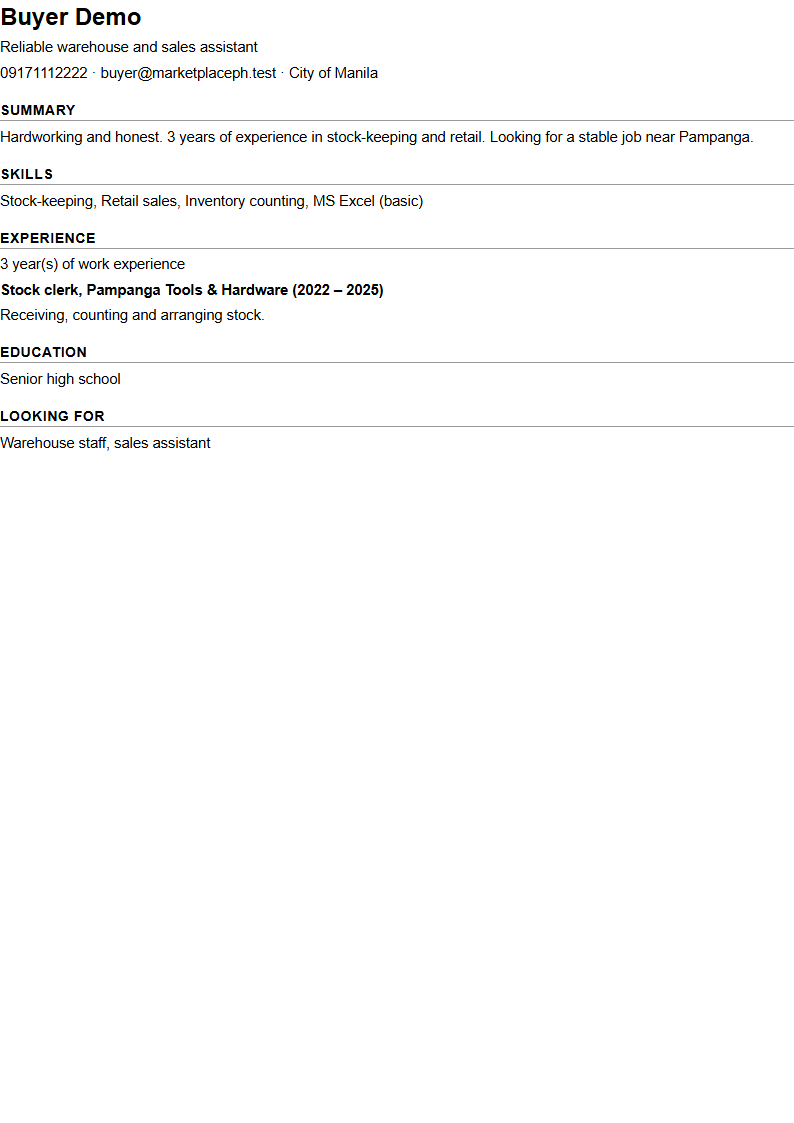 Buyer Demo
Reliable warehouse and sales assistant
09171112222 · buyer@marketplaceph.test · City of Manila
SUMMARY
Hardworking and honest. 3 years of experience in stock-keeping and retail. Looking for a stable job near Pampanga.
SKILLS
Stock-keeping, Retail sales, Inventory counting, MS Excel (basic)
EXPERIENCE
3 year(s) of work experience
Stock clerk, Pampanga Tools & Hardware (2022 – 2025)
Receiving, counting and arranging stock.
EDUCATION
Senior high school
LOOKING FOR
Warehouse staff, sales assistant